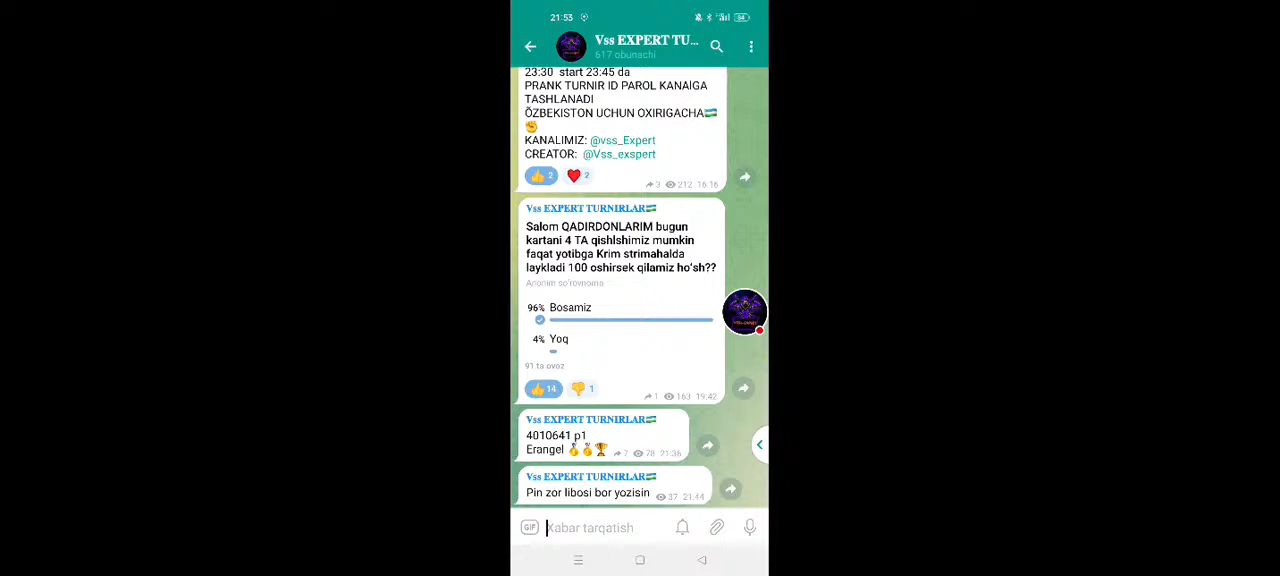 21:53
94
Vss EXPERT TU...
617 obunachi
23:30 start 23:45 da
PRANK TURNIR ID PAROL KANAlGA
TASHLANADI
ÕZBEKISTON UCHUN OXIRIGACHA🇺🇿
✊
KANALIMIZ: @vss_Expert
CREATOR: @Vss_exspert
👍 2 ❤️ 2
3 212 16:16
Vss EXPERT TURNIRLAR🇺🇿
Salom QADIRDONLARIM bugun
kartani 4 TA qishlshimiz mumkin
faqat yotibga Krim strimahalda
laykladi 100 oshirsek qilamiz ho‘sh??
Anonim so‘rovnoma
96% Bosamiz
4% Yoq
91 ta ovoz
👍 14 👎 1
1 163 19:42
Vss EXPERT TURNIRLAR🇺🇿
4010641 p1
Erangel 🥇🥇🏆 7 78 21:36
Vss EXPERT TURNIRLAR🇺🇿
Pin zor libosi bor yozisin 37 21:44
GIF Xabar tarqatish